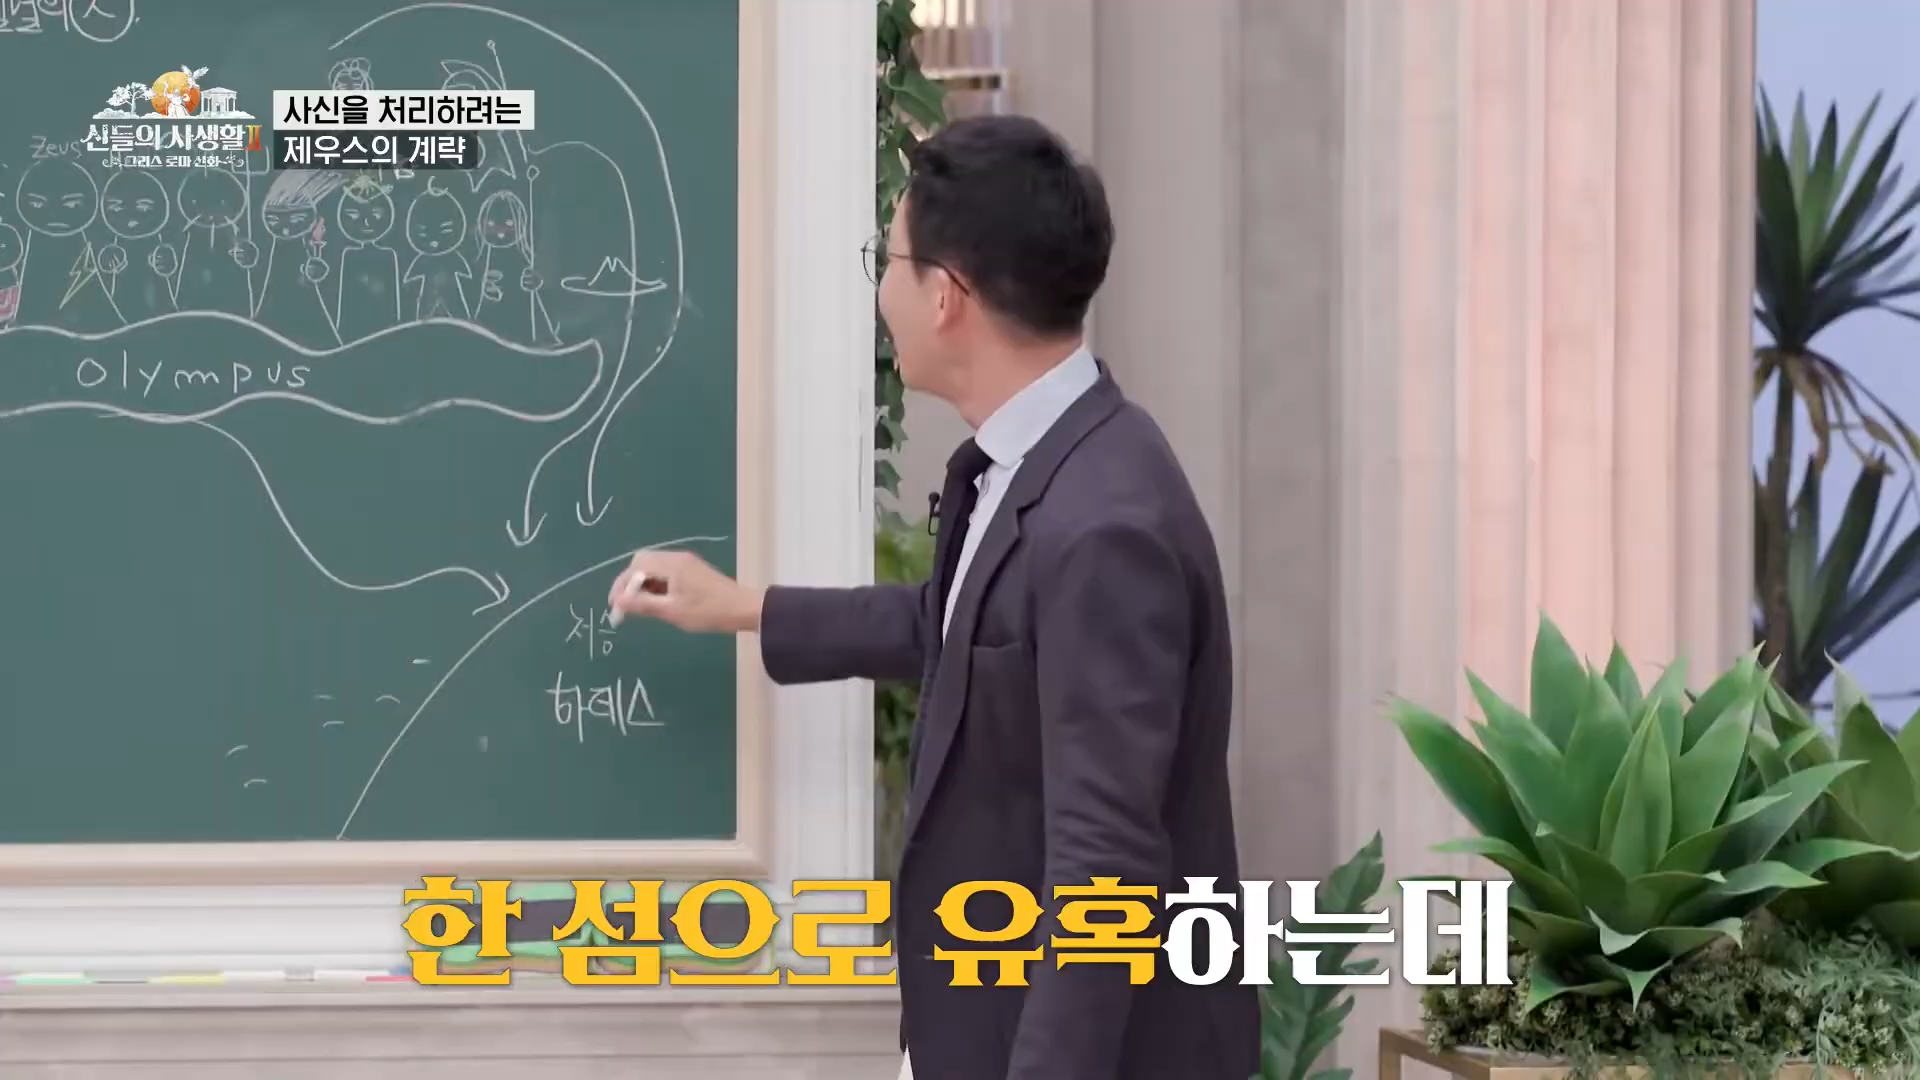 사신을 처리하려는
신들의 사생활 II
그리스 로마 신화
제우스의 계략
Zeus
Olympus
저승
하데스
한 섬으로 유혹하는데